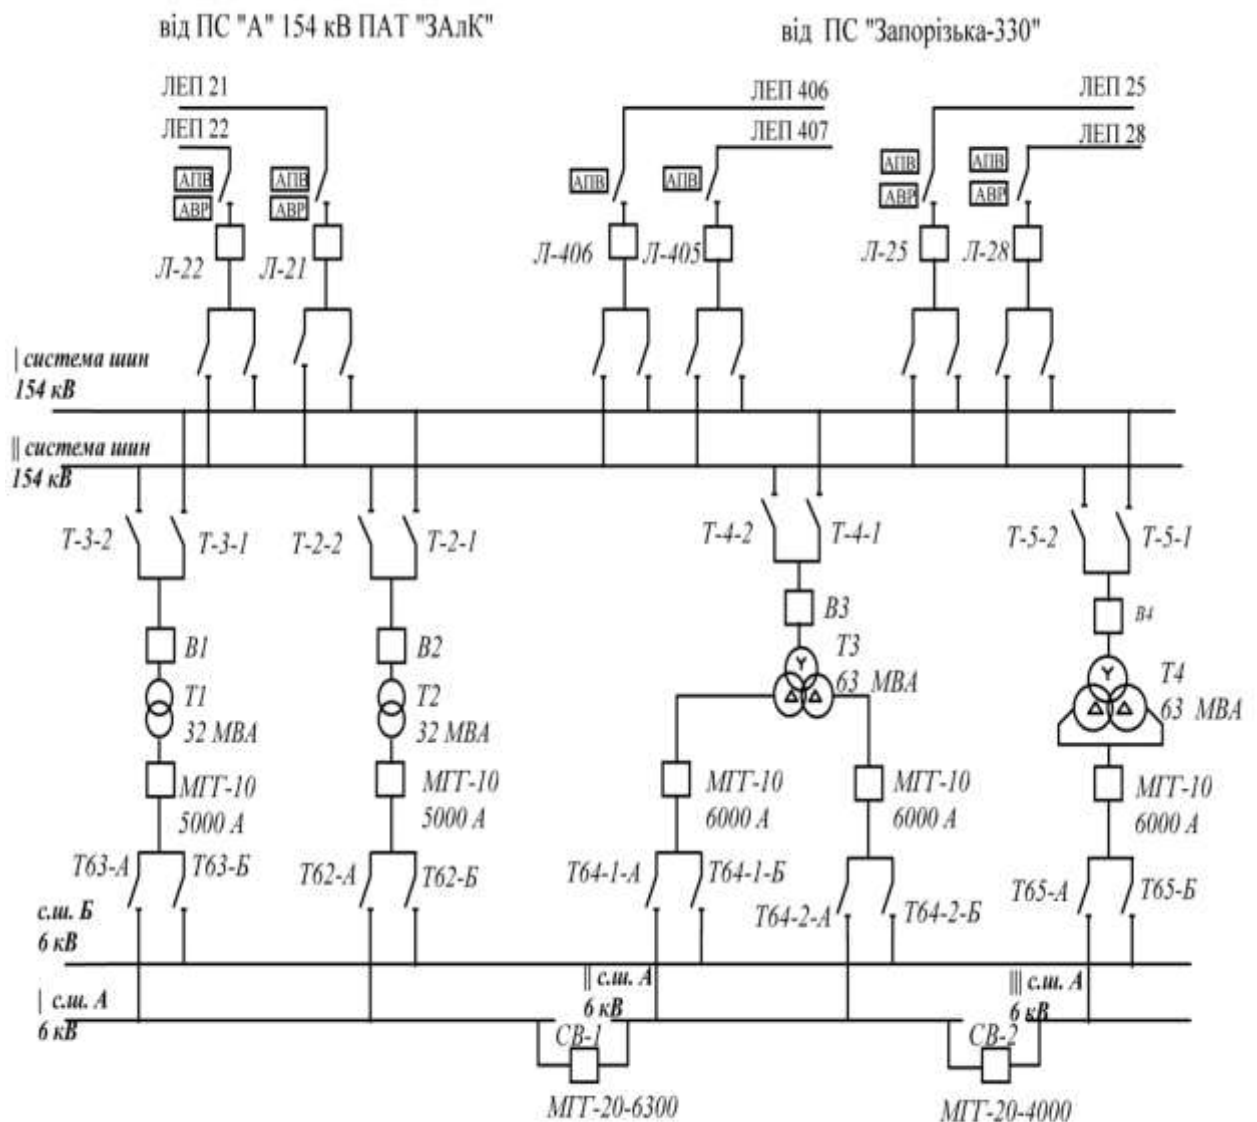 від ПС "А" 154 кВ ПАТ "ЗАлК"
від ПС "Запорізька-330"
ЛЕП 21
ЛЕП 406
ЛЕП 25
ЛЕП 22
ЛЕП 407
ЛЕП 28
АПВ
АПВ
АПВ
АПВ
АПВ
АПВ
АВР
АВР
АВР
АВР
Л-22
Л-21
Л-406
Л-405
Л-25
Л-28
| система шин
154 кВ
|| система шин
154 кВ
Т-3-2
Т-3-1
Т-2-2
Т-2-1
Т-4-2
Т-4-1
Т-5-2
Т-5-1
В1
В2
В3
В4
Т1
32 МВА
Т2
32 МВА
Т3
63 МВА
Т4
63 МВА
МГГ-10
5000 А
МГГ-10
5000 А
МГГ-10
6000 А
МГГ-10
6000 А
МГГ-10
6000 А
Т63-А
Т63-Б
Т62-А
Т62-Б
Т64-1-А
Т64-1-Б
Т64-2-А
Т64-2-Б
Т65-А
Т65-Б
с.ш. Б
6 кВ
| с.ш. А
6 кВ
|| с.ш. А
6 кВ
||| с.ш. А
6 кВ
СВ-1
СВ-2
МГГ-20-6300
МГГ-20-4000